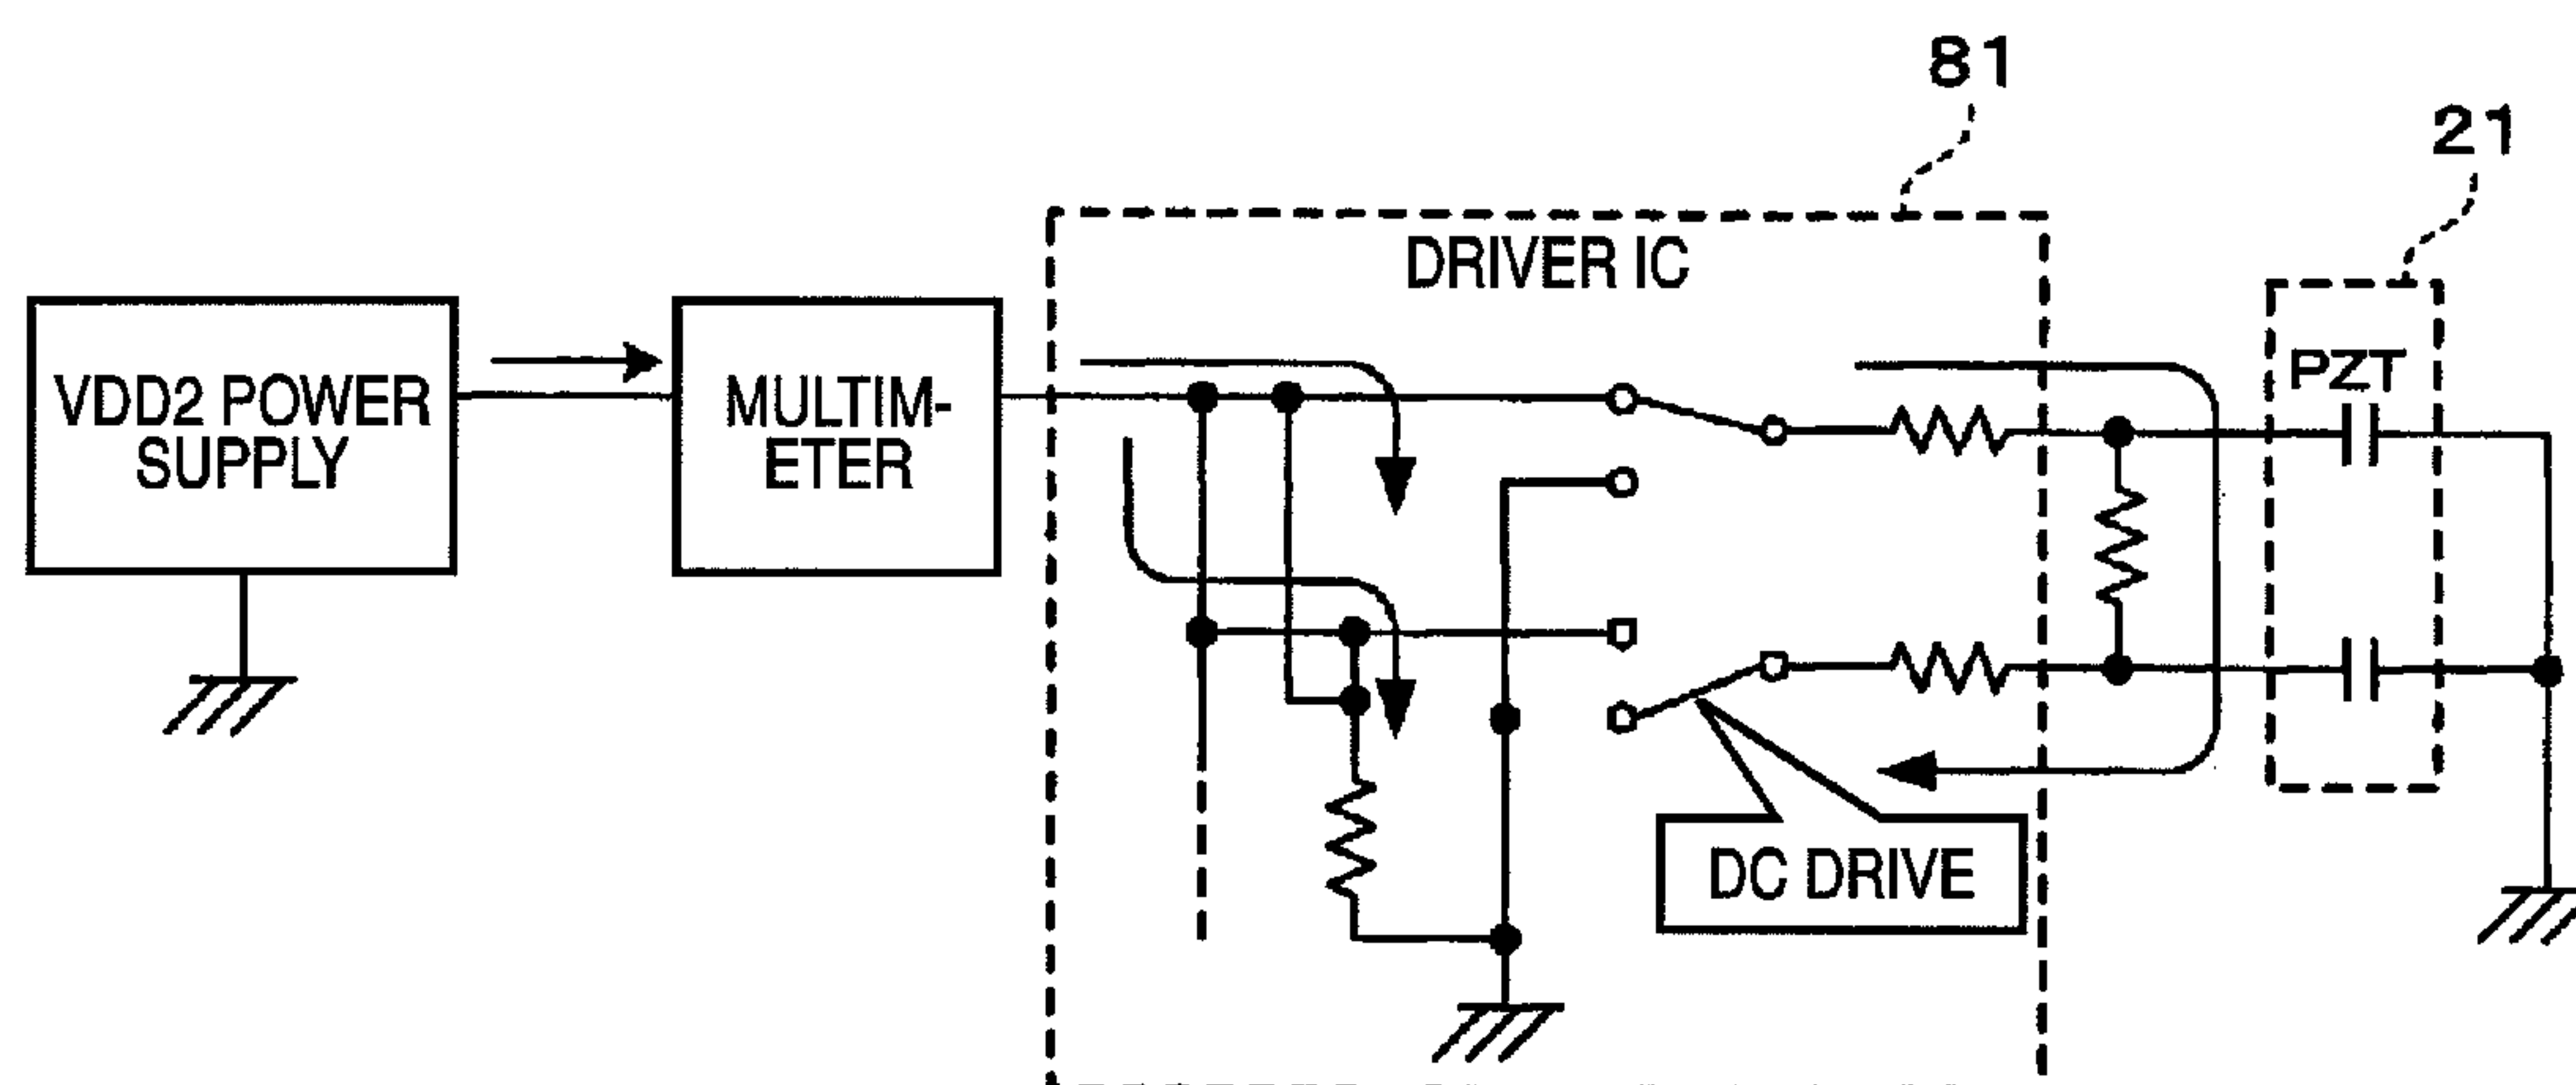 81
21
DRIVER IC
VDD2 POWER
SUPPLY
MULTIM-
ETER
PZT
DC DRIVE